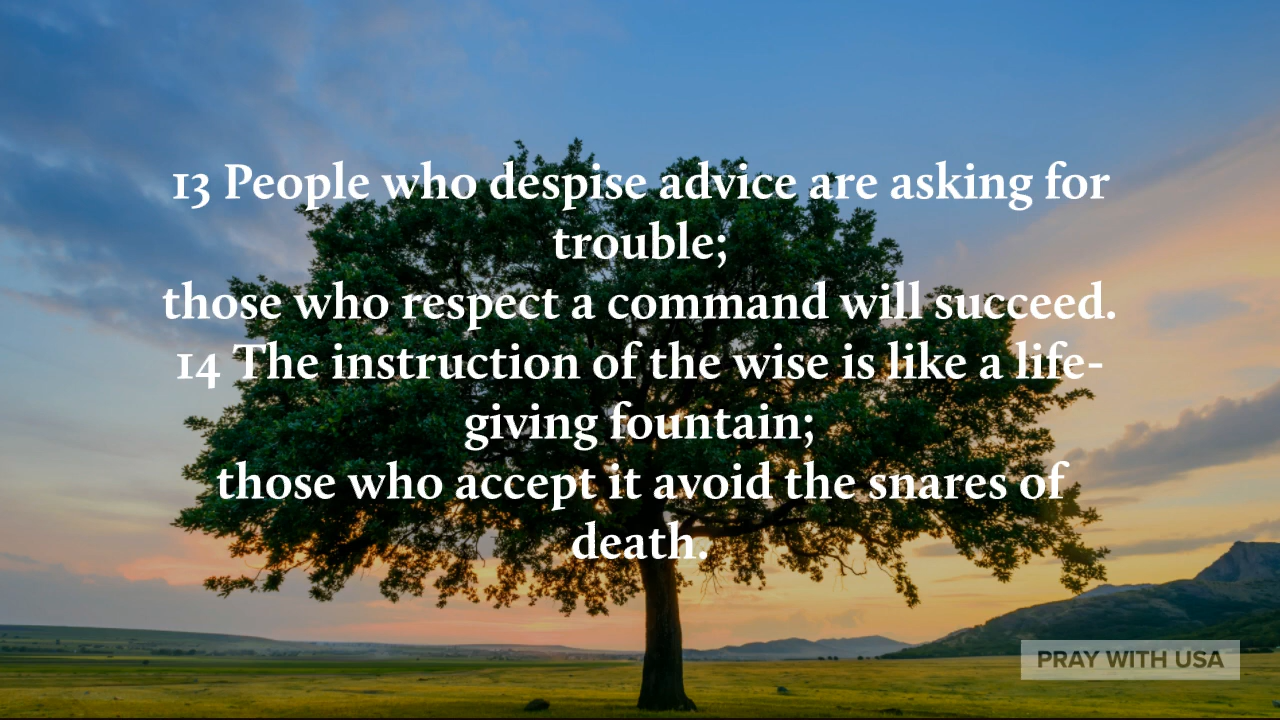 13 People who despise advice are asking for
trouble;
those who respect a command will succeed.
14 The instruction of the wise is like a life-
giving fountain;
those who accept it avoid the snares of
death.
PRAY WITH USA